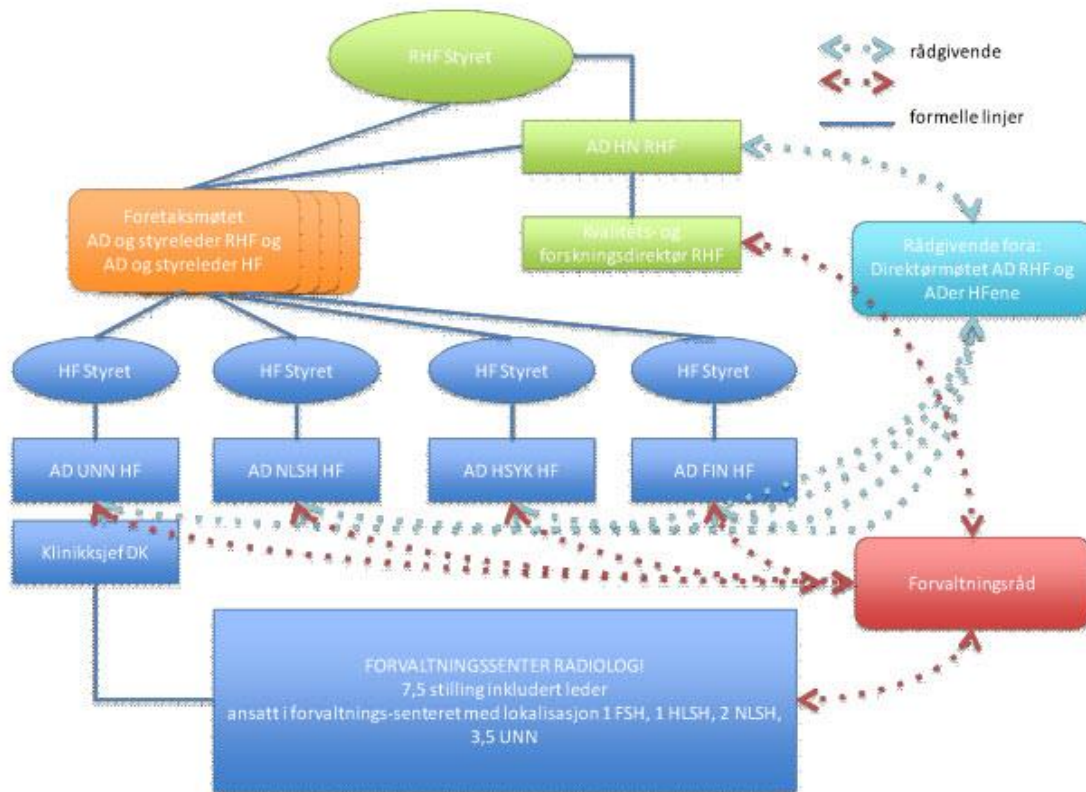 RHF Styret
rådgivende
formelle linjer
AD HN RHF
Foretaksmøtet
AD og styreleder RHF og
AD og styreleder HF
Kvalitets- og
forskningsdirektør RHF
Rådgivende fora:
Direktørmøtet AD RHF og
ADer HFene
HF Styret
HF Styret
HF Styret
HF Styret
AD UNN HF
AD NLSH HF
AD HSYK HF
AD FIN HF
Klinikksjef DK
Forvaltningsråd
FORVALTNINGSSENTER RADIOLOGI
7,5 stilling inkludert leder
ansatt i forvaltnings-senteret med lokalisasjon 1 FSH, 1 HLSH, 2 NLSH,
3,5 UNN